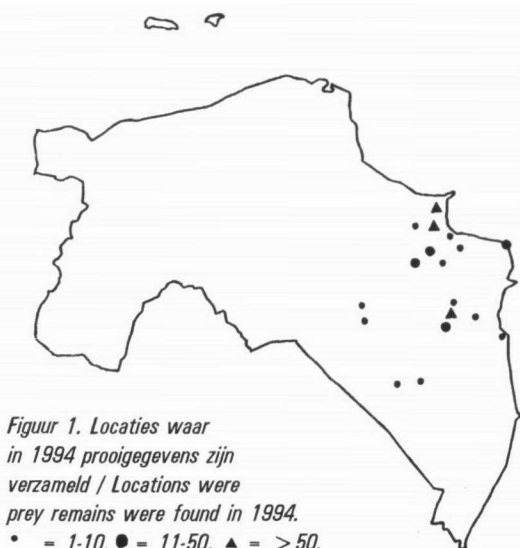 Figuur 1. Locaties waar
in 1994 prooigegevens zijn
verzameld / Locations were
prey remains were found in 1994.
• = 1-10. ● = 11-50. ▲ = > 50.